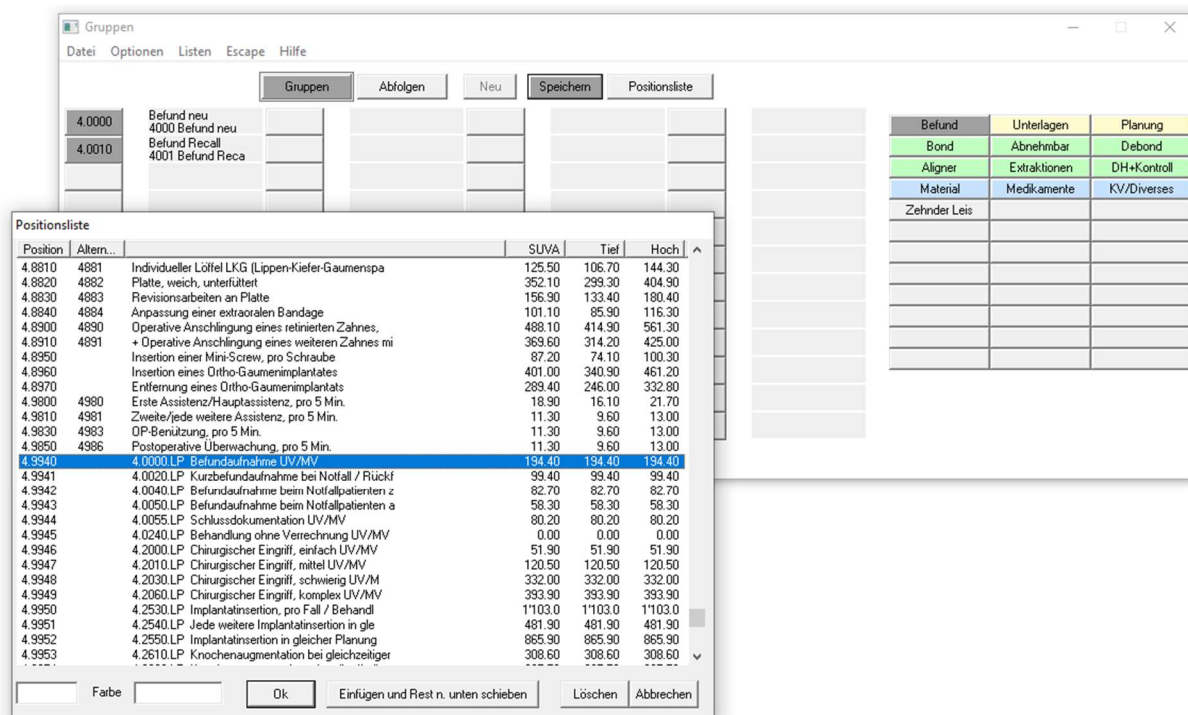 Gruppen
Datei Optionen Listen Escape Hilfe
Gruppen Abfolgen Neu Speichern Positionsliste
4.0000 Befund neu
4000 Befund neu
4.0010 Befund Recall
4001 Befund Reca
Befund Unterlagen Planung
Bond Abnehmbar Debond
Aligner Extraktionen DH+Kontroll
Material Medikamente KV/Diverses
Zehnder Leis
Positionsliste
Position Altern... SUVA Tief Hoch
4.8810 4881 Individueller Löffel LKG (Lippen-Kiefer-Gaumenspa 125.50 106.70 144.30
4.8820 4882 Platte, weich, unterfüttert 352.10 299.30 404.90
4.8830 4883 Revisionsarbeiten an Platte 156.90 133.40 180.40
4.8840 4884 Anpassung einer extraoralen Bandage 101.10 85.90 116.30
4.8900 4890 Operative Anschlingung eines retinierten Zahnes, 488.10 414.90 561.30
4.8910 4891 + Operative Anschlingung eines weiteren Zahnes mi 369.60 314.20 425.00
4.8950 Insertion einer Mini-Screw, pro Schraube 87.20 74.10 100.30
4.8960 Insertion eines Ortho-Gaumenimplantates 401.00 340.90 461.20
4.8970 Entfernung eines Ortho-Gaumenimplantats 289.40 246.00 332.80
4.9800 4980 Erste Assistenz/Hauptassistenz, pro 5 Min. 18.90 16.10 21.70
4.9810 4981 Zweite/jede weitere Assistenz, pro 5 Min. 11.30 9.60 13.00
4.9830 4983 OP-Benützung, pro 5 Min. 11.30 9.60 13.00
4.9850 4986 Postoperative Überwachung, pro 5 Min. 11.30 9.60 13.00
4.9940 4.0000.LP Befundaufnahme UV/MV 194.40 194.40 194.40
4.9941 4.0020.LP Kurzbefundaufnahme bei Notfall / Rückf 99.40 99.40 99.40
4.9942 4.0040.LP Befundaufnahme beim Notfallpatienten z 82.70 82.70 82.70
4.9943 4.0050.LP Befundaufnahme beim Notfallpatienten a 58.30 58.30 58.30
4.9944 4.0055.LP Schlussdokumentation UV/MV 80.20 80.20 80.20
4.9945 4.0240.LP Behandlung ohne Verrechnung UV/MV 0.00 0.00 0.00
4.9946 4.2000.LP Chirurgischer Eingriff, einfach UV/MV 51.90 51.90 51.90
4.9947 4.2010.LP Chirurgischer Eingriff, mittel UV/MV 120.50 120.50 120.50
4.9948 4.2030.LP Chirurgischer Eingriff, schwierig UV/M 332.00 332.00 332.00
4.9949 4.2060.LP Chirurgischer Eingriff, komplex UV/MV 393.90 393.90 393.90
4.9950 4.2530.LP Implantatinsertion, pro Fall / Behandl 1'103.0 1'103.0 1'103.0
4.9951 4.2540.LP Jede weitere Implantatinsertion in gle 481.90 481.90 481.90
4.9952 4.2550.LP Implantatinsertion in gleicher Planung 865.90 865.90 865.90
4.9953 4.2610.LP Knochenaugmentation bei gleichzeitiger 308.60 308.60 308.60
Farbe Ok Einfügen und Rest n. unten schieben Löschen Abbrechen